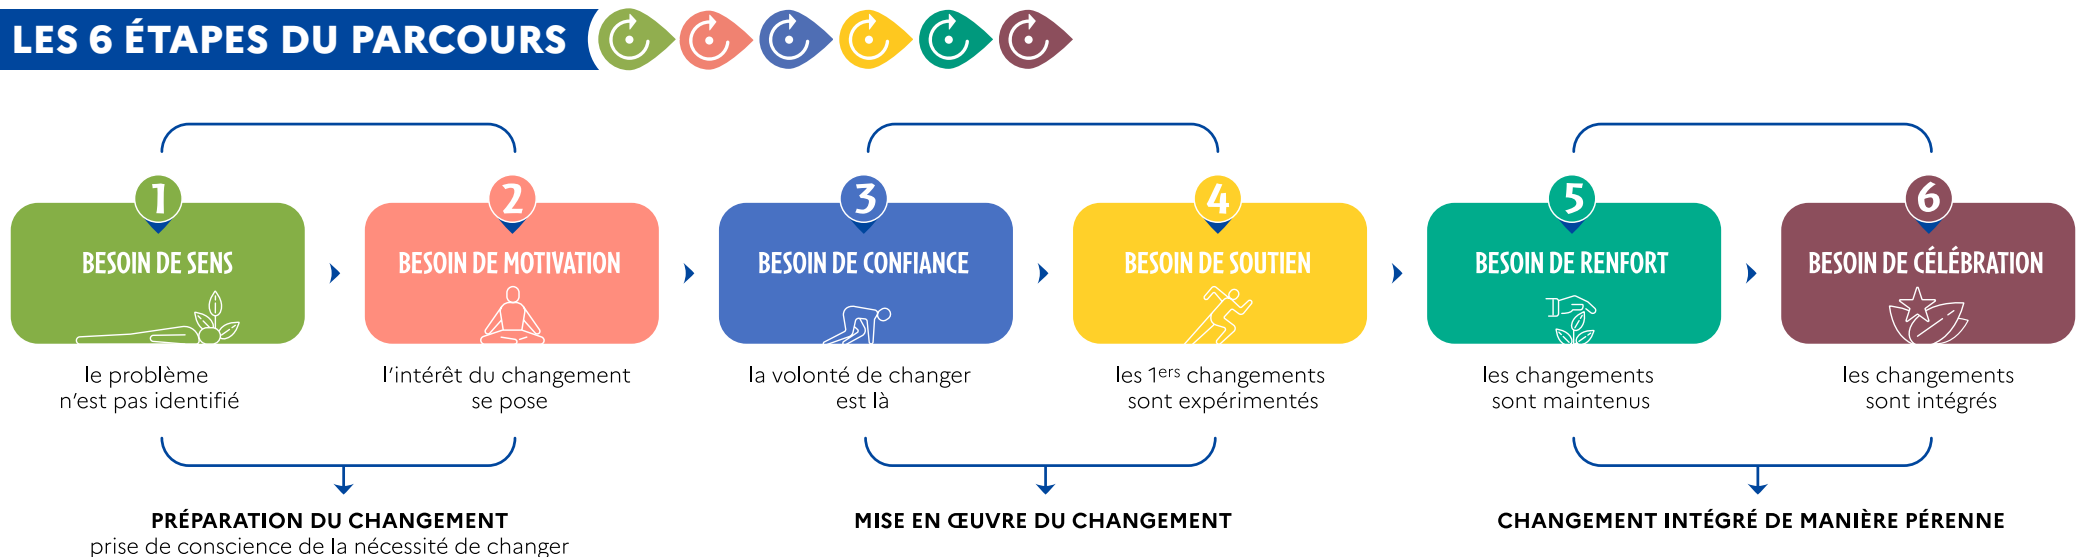 LES 6 ÉTAPES DU PARCOURS
1
BESOIN DE SENS
le problème
n'est pas identifié
2
BESOIN DE MOTIVATION
l'intérêt du changement
se pose
PRÉPARATION DU CHANGEMENT
prise de conscience de la nécessité de changer
3
BESOIN DE CONFIANCE
la volonté de changer
est là
4
BESOIN DE SOUTIEN
les 1ers changements
sont expérimentés
MISE EN ŒUVRE DU CHANGEMENT
5
BESOIN DE RENFORT
les changements
sont maintenus
6
BESOIN DE CÉLÉBRATION
les changements
sont intégrés
CHANGEMENT INTÉGRÉ DE MANIÈRE PÉRENNE